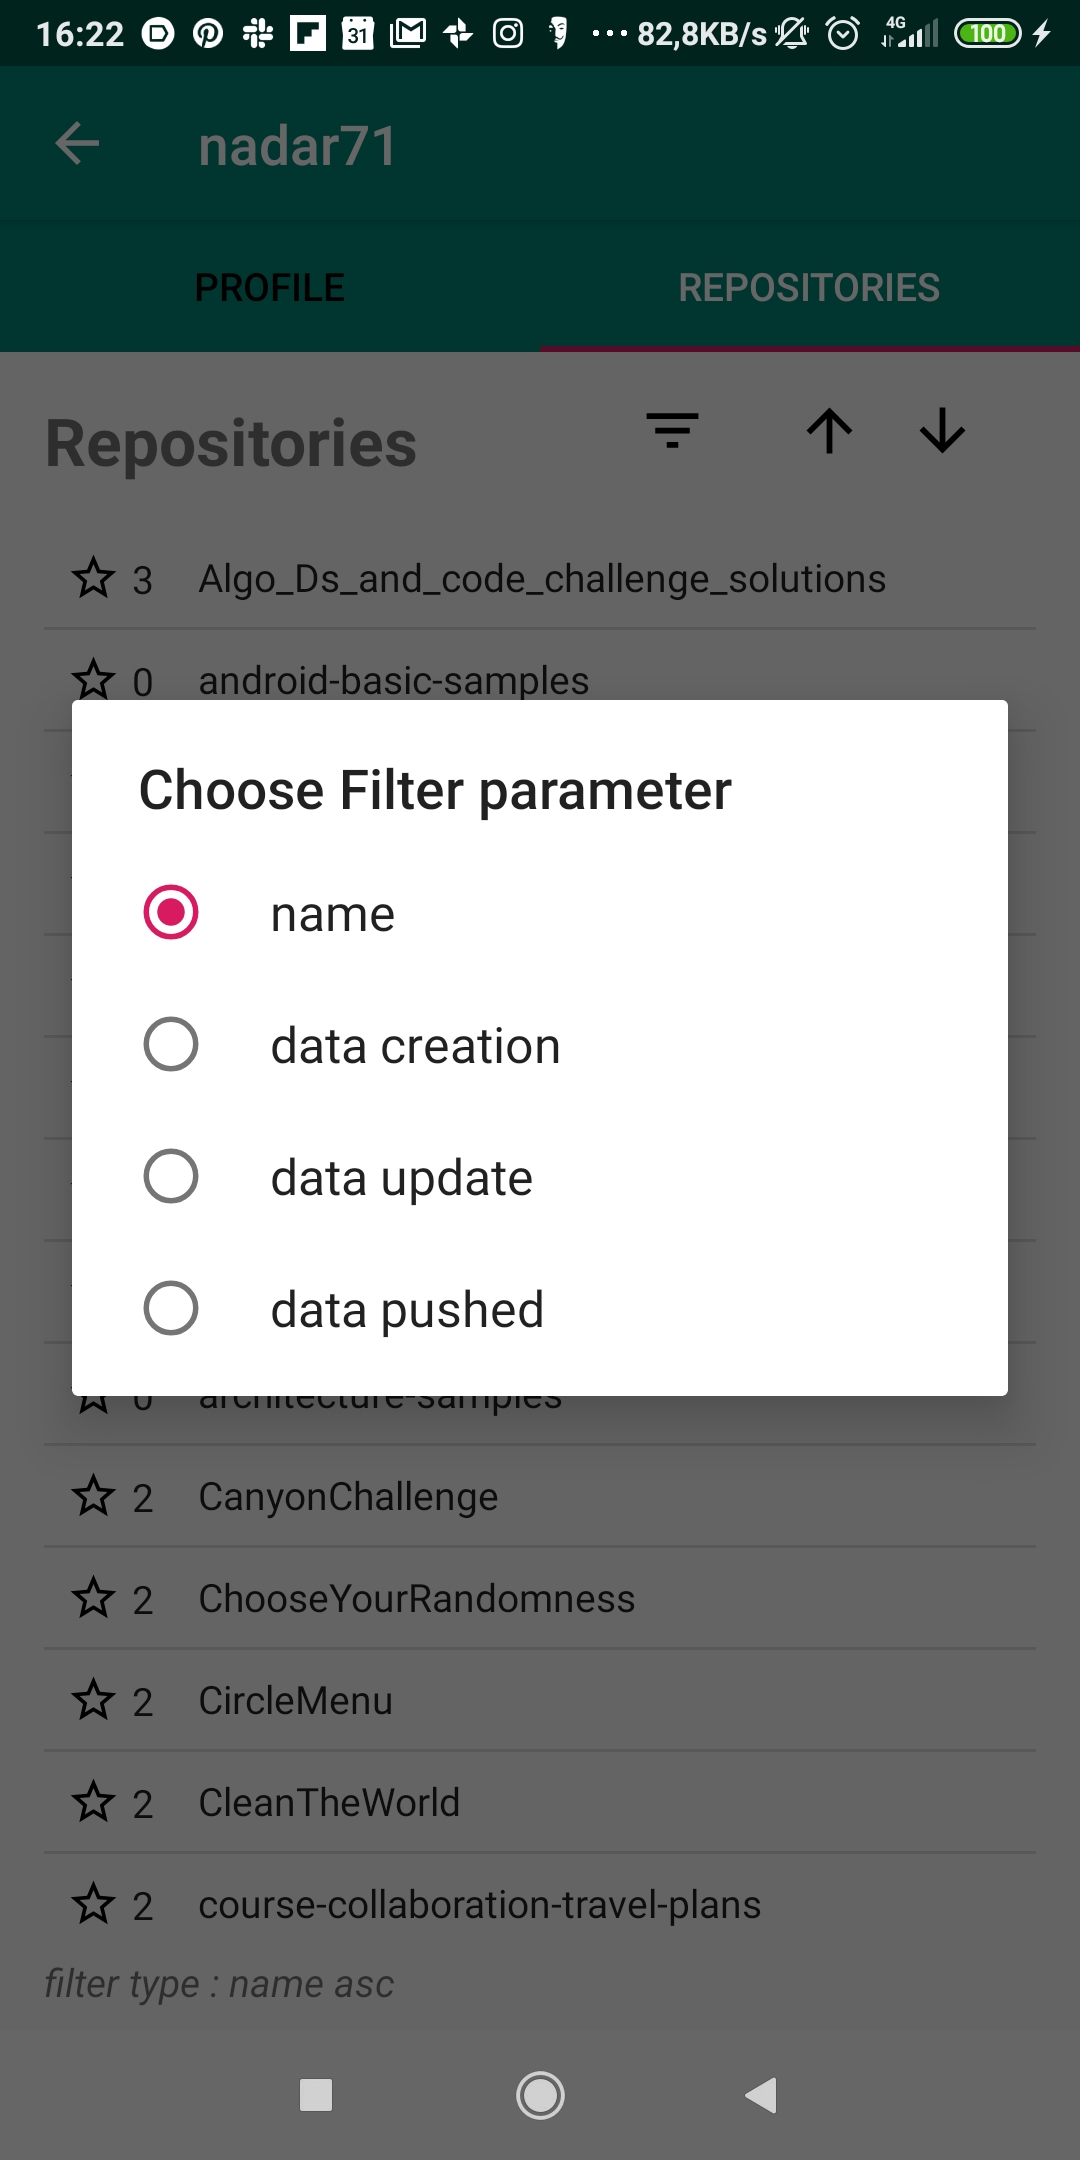 16:22 31 82,8KB/s 4G 100
nadar71
PROFILE REPOSITORIES
Repositories
3 Algo_Ds_and_code_challenge_solutions
0 android-basic-samples
Choose Filter parameter
name
data creation
data update
data pushed
0 architecture-samples
2 CanyonChallenge
2 ChooseYourRandomness
2 CircleMenu
2 CleanTheWorld
2 course-collaboration-travel-plans
filter type : name asc